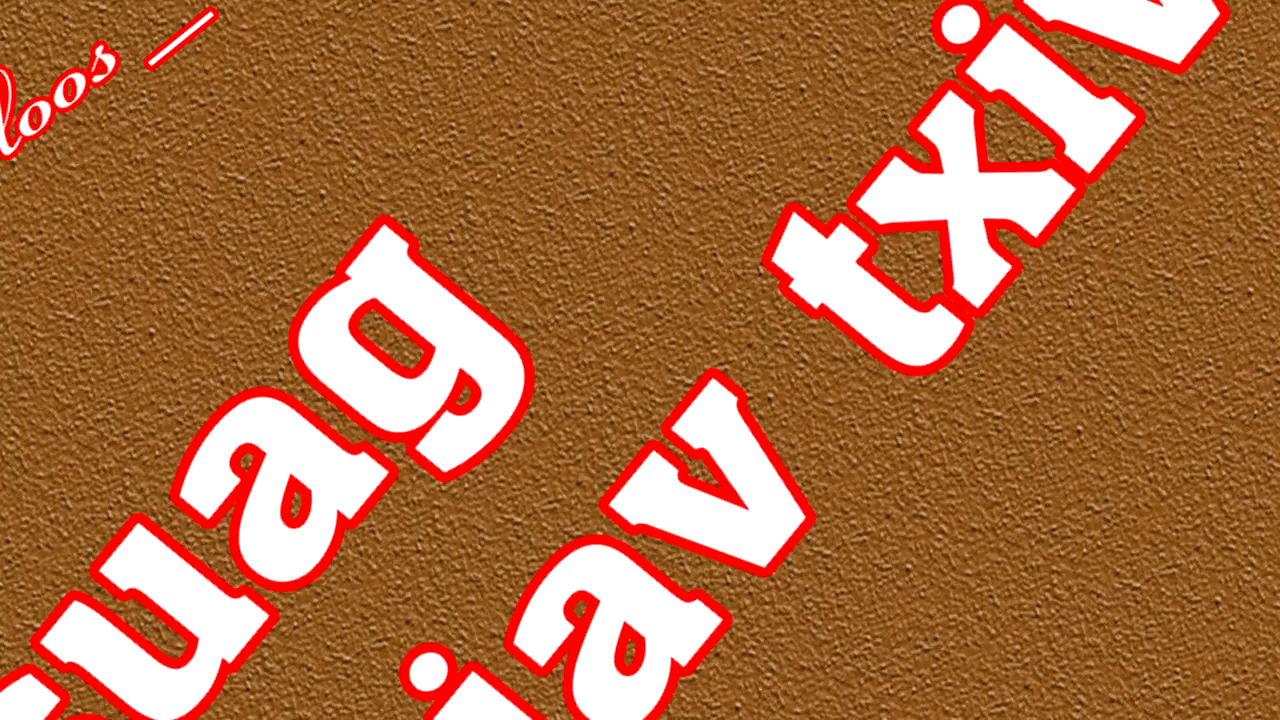 loos —
uag
iav txiv